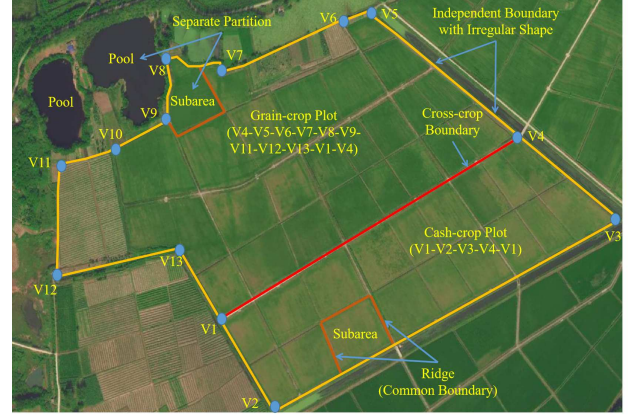 Separate Partition
V6
V5
Independent Boundary
with Irregular Shape
Pool
V8
V7
Pool
Subarea
Grain-crop Plot
(V4-V5-V6-V7-V8-V9-
V11-V12-V13-V1-V4)
Cross-crop
Boundary
V9
V10
V4
V11
Cash-crop Plot
(V1-V2-V3-V4-V1)
V3
V13
V12
V1
Subarea
Ridge
(Common Boundary)
V2